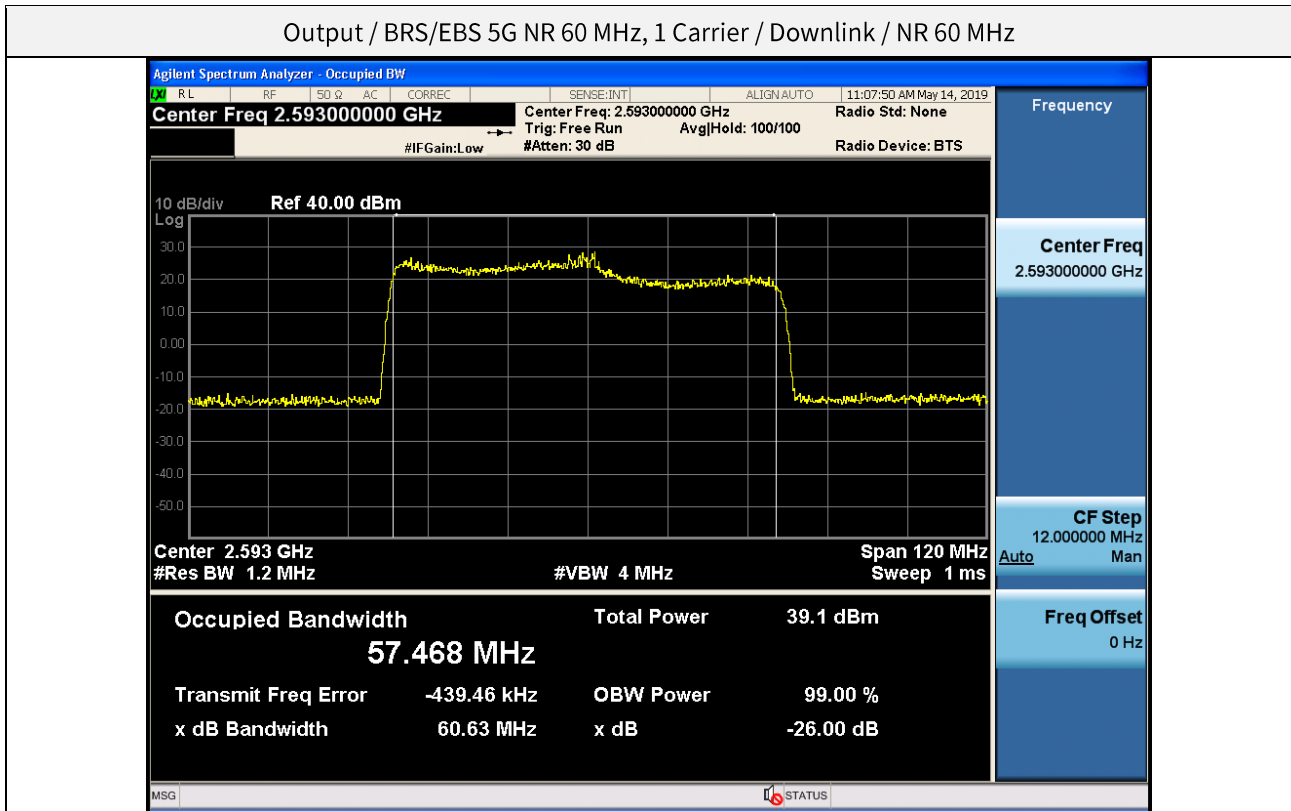 Output / BRS/EBS 5G NR 60 MHz, 1 Carrier / Downlink / NR 60 MHz
Agilent Spectrum Analyzer - Occupied BW
LXI RL RF 50 Ω AC CORREC SENSE:INT ALIGN AUTO 11:07:50 AM May 14, 2019
Center Freq 2.593000000 GHz
Center Freq: 2.593000000 GHz Radio Std: None
Trig: Free Run Avg|Hold: 100/100
#IFGain:Low #Atten: 30 dB Radio Device: BTS
Frequency
10 dB/div Ref 40.00 dBm
Log
30.0
20.0
10.0
0.00
-10.0
-20.0
-30.0
-40.0
-50.0
Center 2.593 GHz Span 120 MHz
#Res BW 1.2 MHz #VBW 4 MHz Sweep 1 ms
Center Freq
2.593000000 GHz
CF Step
12.000000 MHz
Auto Man
Freq Offset
0 Hz
Occupied Bandwidth Total Power 39.1 dBm
57.468 MHz
Transmit Freq Error -439.46 kHz OBW Power 99.00 %
x dB Bandwidth 60.63 MHz x dB -26.00 dB
MSG STATUS